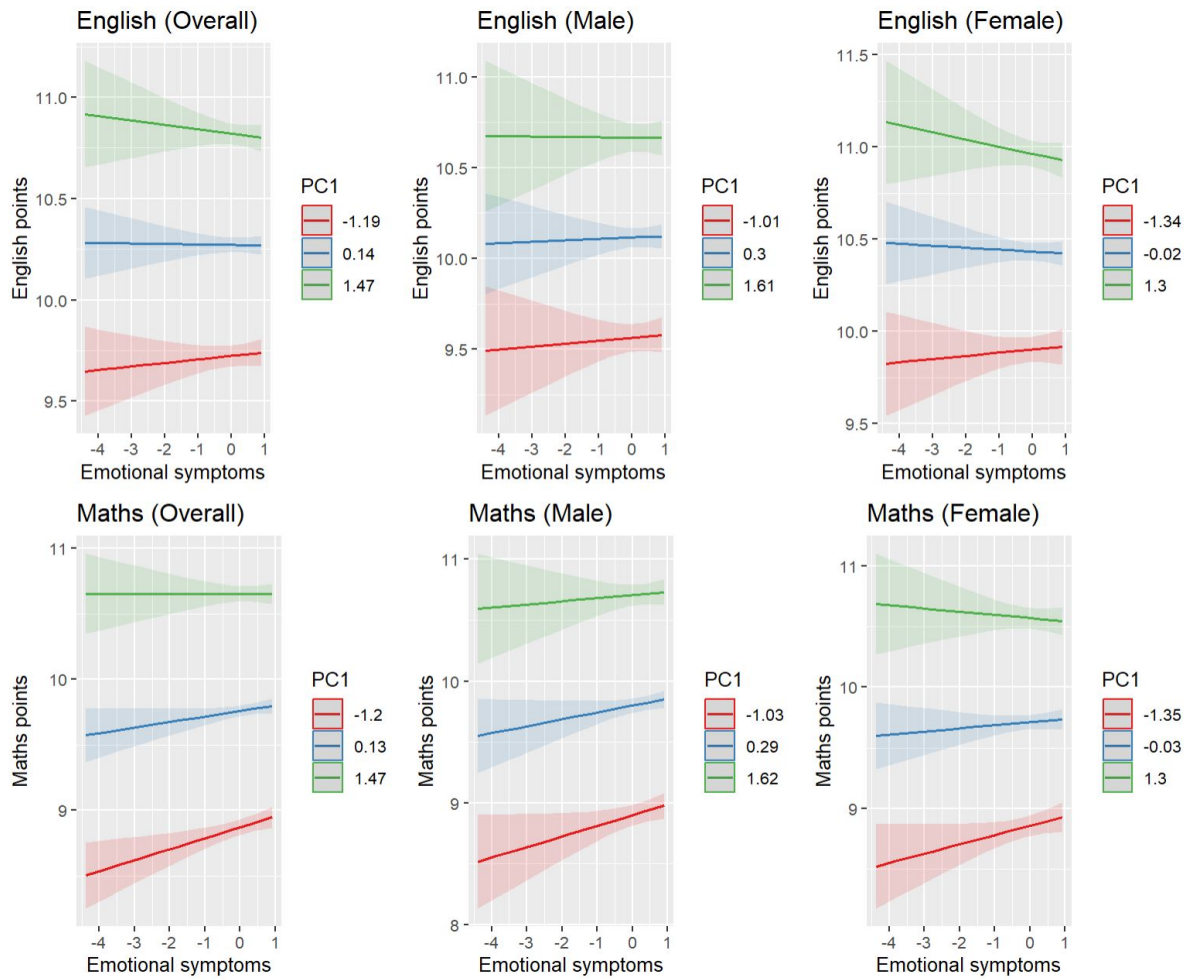 English (Overall)
English points
11.0
10.5
10.0
9.5
-4 -3 -2 -1 0 1
Emotional symptoms
PC1
-1.19
0.14
1.47
English (Male)
English points
11.0
10.5
10.0
9.5
-4 -3 -2 -1 0 1
Emotional symptoms
PC1
-1.01
0.3
1.61
English (Female)
English points
11.5
11.0
10.5
10.0
9.5
-4 -3 -2 -1 0 1
Emotional symptoms
PC1
-1.34
-0.02
1.3
Maths (Overall)
Maths points
11
10
9
-4 -3 -2 -1 0 1
Emotional symptoms
PC1
-1.2
0.13
1.47
Maths (Male)
Maths points
11
10
9
8
-4 -3 -2 -1 0 1
Emotional symptoms
PC1
-1.03
0.29
1.62
Maths (Female)
Maths points
11
10
9
-4 -3 -2 -1 0 1
Emotional symptoms
PC1
-1.35
-0.03
1.3